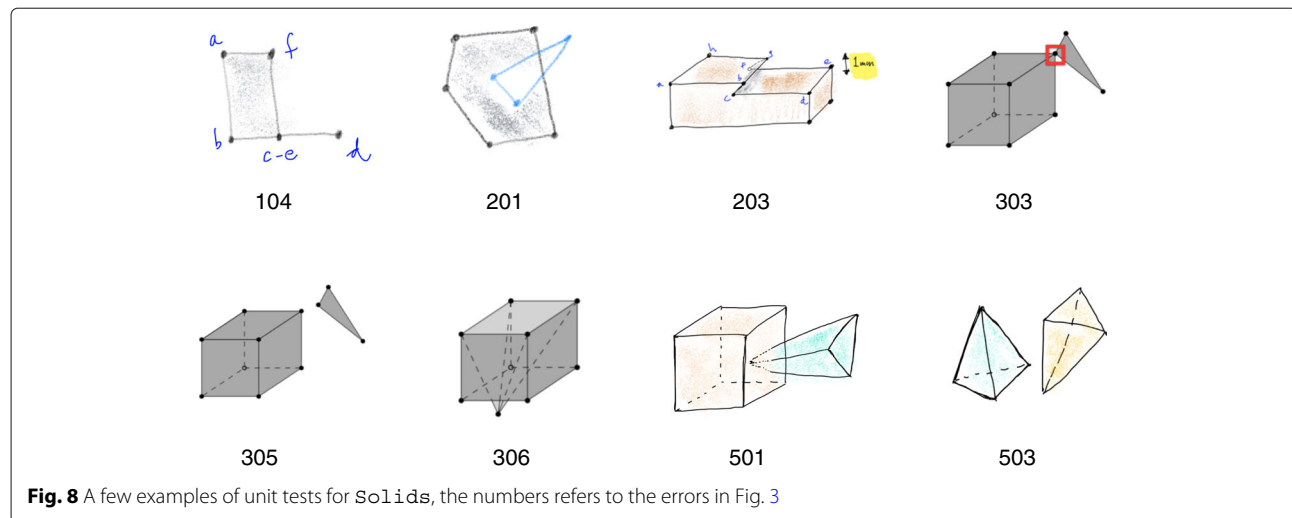 a f
b c-e d
104
201
h g
a b e
c d
1mm
203
303
305
306
501
503
Fig. 8 A few examples of unit tests for Solids, the numbers refers to the errors in Fig. 3